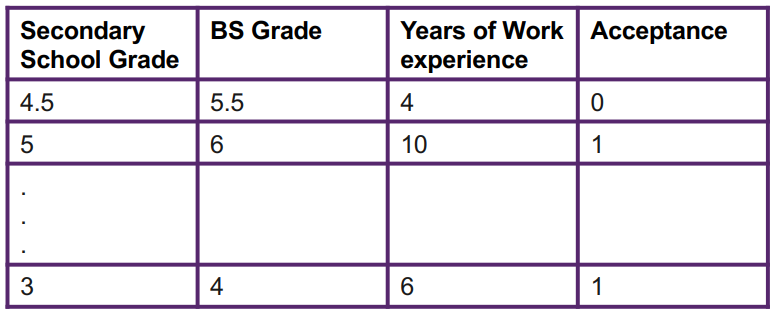 Secondary School Grade BS Grade Years of Work experience Acceptance
4.5 5.5 4 0
5 6 10 1
.
.
.
3 4 6 1